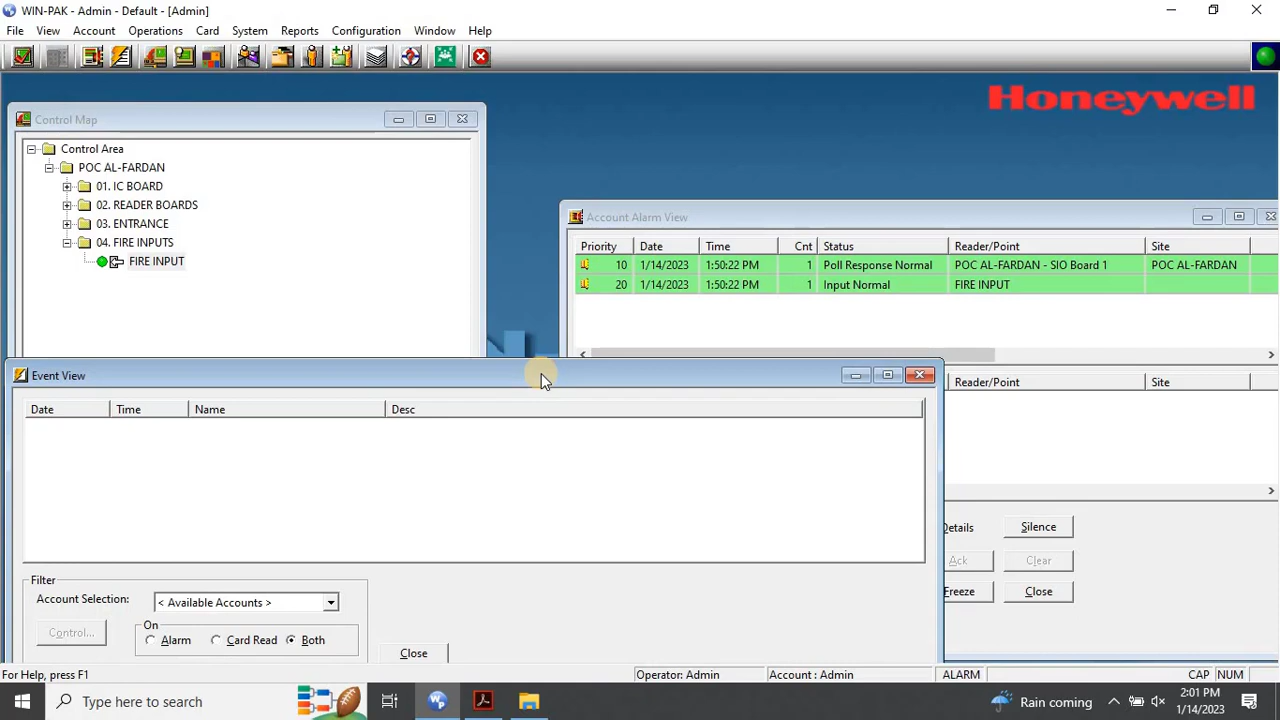 WIN-PAK - Admin - Default - [Admin]
File View Account Operations Card System Reports Configuration Window Help
Honeywell
Control Map
Control Area
POC AL-FARDAN
01. IC BOARD
02. READER BOARDS
03. ENTRANCE
04. FIRE INPUTS
FIRE INPUT
Account Alarm View
Priority Date Time Cnt Status Reader/Point Site
10 1/14/2023 1:50:22 PM 1 Poll Response Normal POC AL-FARDAN - SIO Board 1 POC AL-FARDAN
20 1/14/2023 1:50:22 PM 1 Input Normal FIRE INPUT
Reader/Point Site
Details Silence
Ack Clear
Freeze Close
Event View
Date Time Name Desc
Filter
Account Selection: < Available Accounts >
On
Control... Alarm Card Read Both
Close
For Help, press F1 Operator: Admin Account : Admin ALARM CAP NUM
Type here to search
Rain coming
2:01 PM
1/14/2023